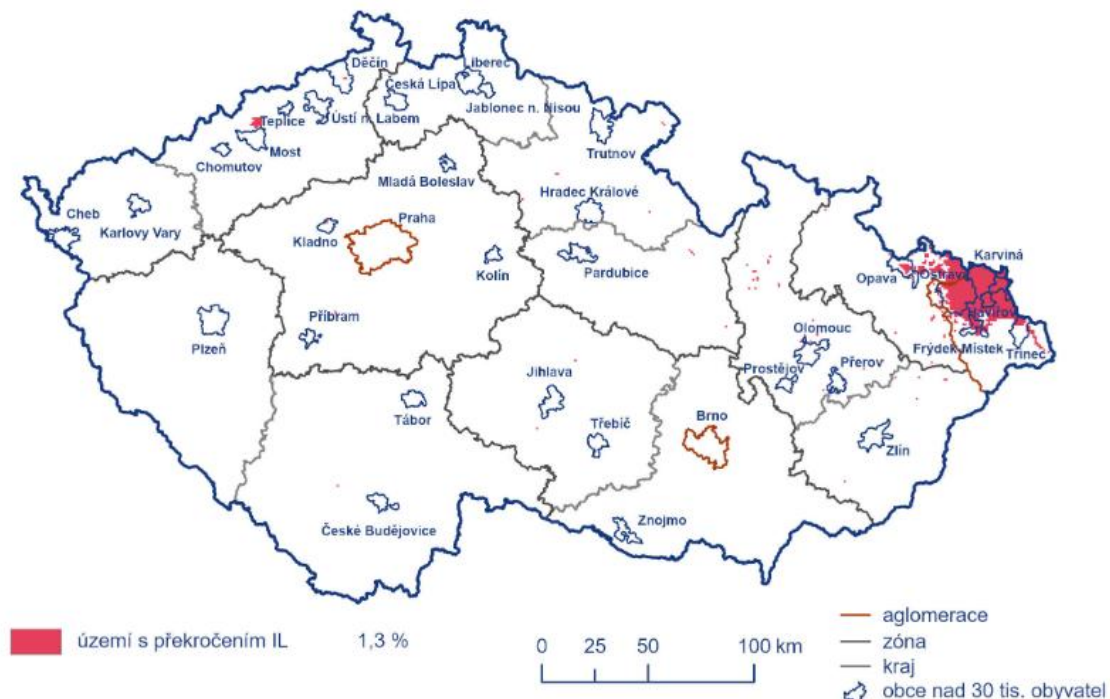 Děčín
Liberec
Česká Lípa
Jablonec n. Nisou
Teplice
Ústí n. Labem
Most
Chomutov
Trutnov
Mladá Boleslav
Hradec Králové
Cheb
Karlovy Vary
Praha
Kladno
Kolín
Pardubice
Karviná
Opava
Ostrava
Havířov
Příbram
Plzeň
Olomouc
Frýdek Místek
Třinec
Prostějov
Přerov
Jihlava
Tábor
Třebíč
Brno
Zlín
České Budějovice
Znojmo
území s překročením IL 1,3 %
0 25 50 100 km
aglomerace
zóna
kraj
obce nad 30 tis. obyvatel